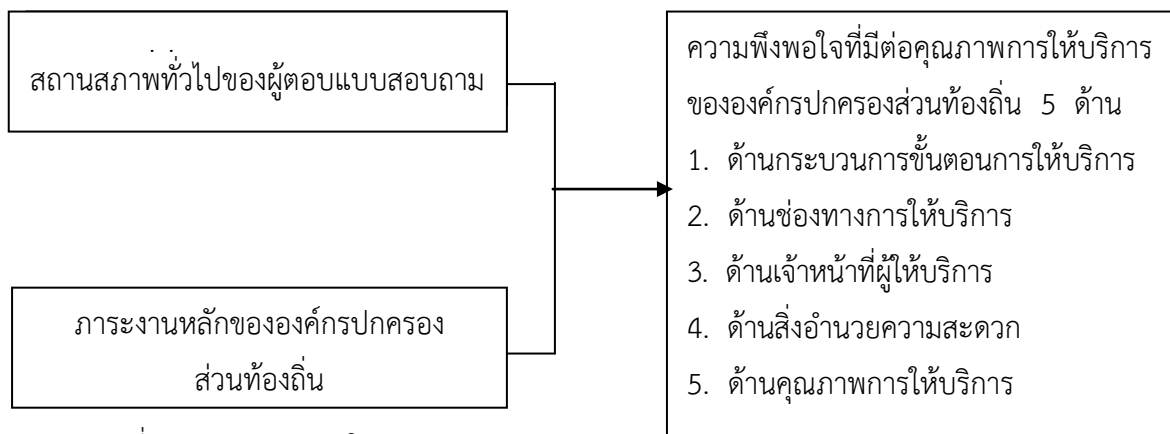 สถานสภาพทั่วไปของผู้ตอบแบบสอบถาม
ภาระงานหลักขององค์กรปกครอง
ส่วนท้องถิ่น
ความพึงพอใจที่มีต่อคุณภาพการให้บริการ
ขององค์กรปกครองส่วนท้องถิ่น 5 ด้าน
1. ด้านกระบวนการขั้นตอนการให้บริการ
2. ด้านช่องทางการให้บริการ
3. ด้านเจ้าหน้าที่ผู้ให้บริการ
4. ด้านสิ่งอำนวยความสะดวก
5. ด้านคุณภาพการให้บริการ